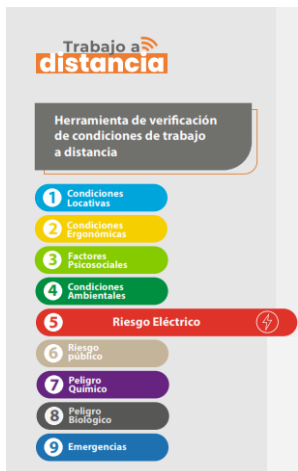 Trabajo a
distancia
Herramienta de verificación
de condiciones de trabajo
a distancia
1 Condiciones
Locativas
2 Condiciones
Ergonómicas
3 Factores
Psicosociales
4 Condiciones
Ambientales
5 Riesgo Eléctrico
6 Riesgo
público
7 Peligro
Químico
8 Peligro
Biológico
9 Emergencias